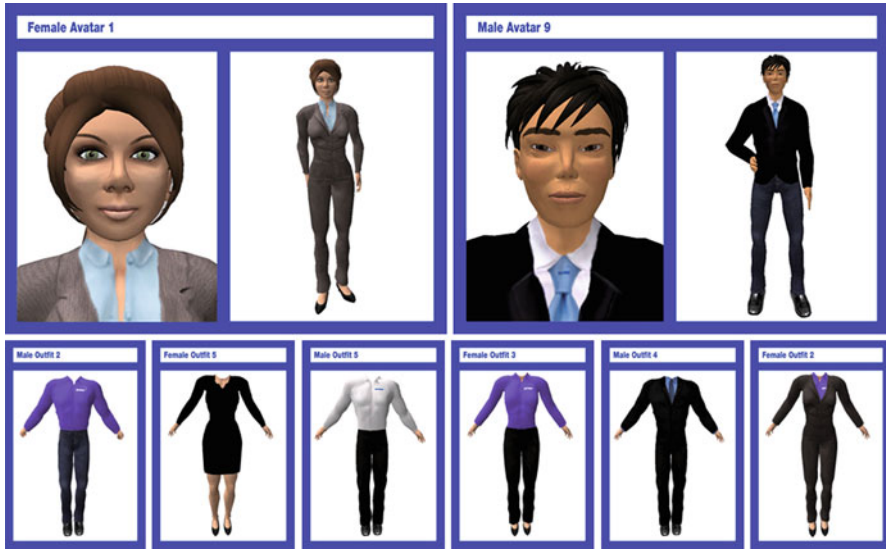 Female Avatar 1
Male Avatar 9
Male Outfit 2
Female Outfit 5
Male Outfit 5
Female Outfit 3
Male Outfit 4
Female Outfit 2